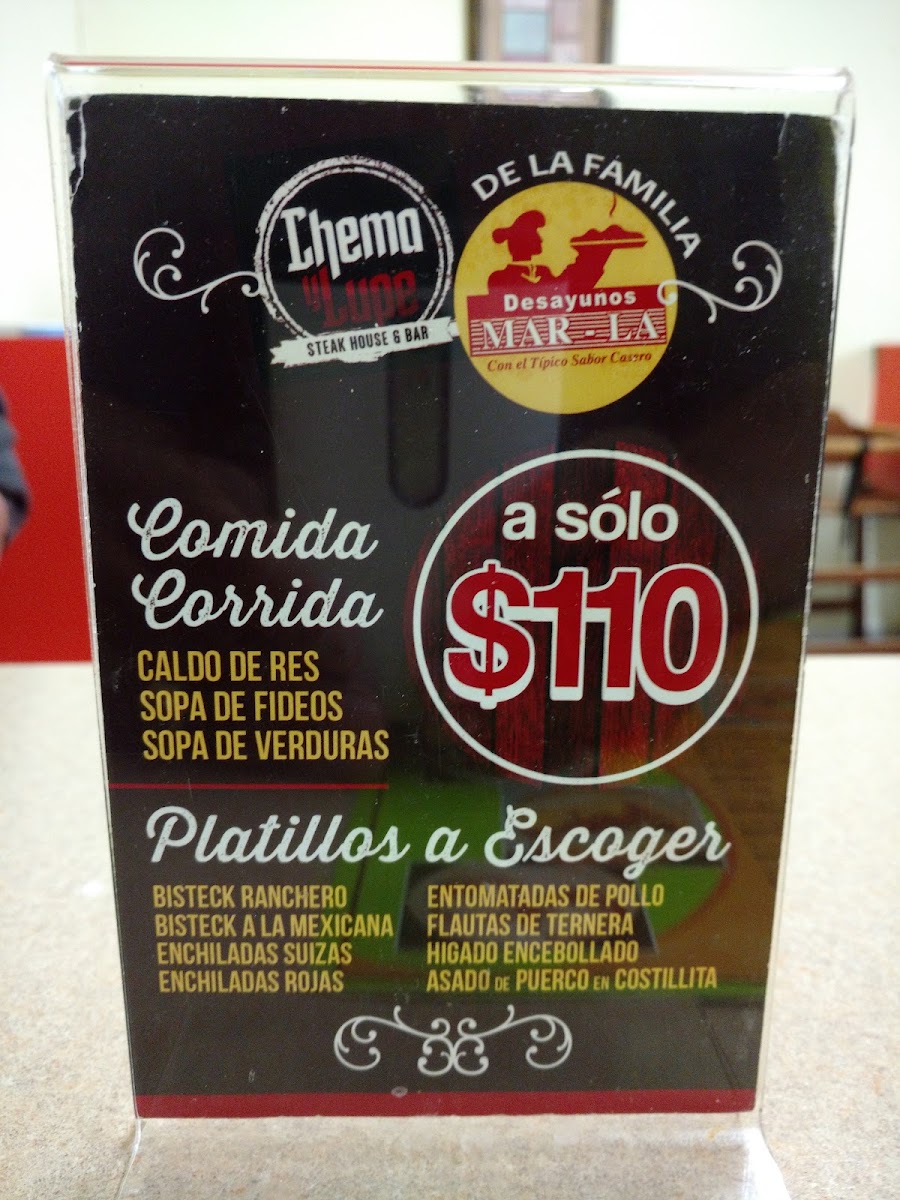 Chema
y Lupe
STEAK HOUSE & BAR
DE LA FAMILIA
Desayunos
MAR-LA
Con el Típico Sabor Casero
Comida
Corrida
a sólo
$110
CALDO DE RES
SOPA DE FIDEOS
SOPA DE VERDURAS
Platillos a Escoger
BISTECK RANCHERO
BISTECK A LA MEXICANA
ENCHILADAS SUIZAS
ENCHILADAS ROJAS
ENTOMATADAS DE POLLO
FLAUTAS DE TERNERA
HIGADO ENCEBOLLADO
ASADO DE PUERCO EN COSTILLITA